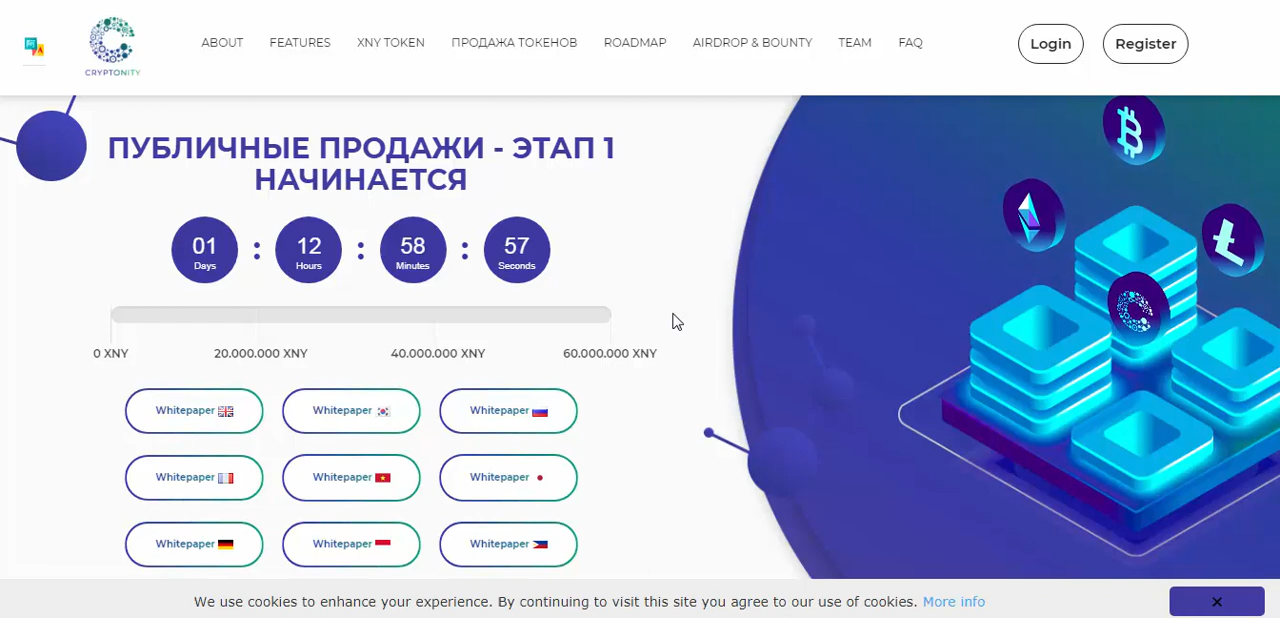 CRYPTONITY
ABOUT FEATURES XNY TOKEN ПРОДАЖА ТОКЕНОВ ROADMAP AIRDROP & BOUNTY TEAM FAQ
Login Register
ПУБЛИЧНЫЕ ПРОДАЖИ - ЭТАП 1
НАЧИНАЕТСЯ
01 : 12 : 58 : 57
Days Hours Minutes Seconds
0 XNY 20.000.000 XNY 40.000.000 XNY 60.000.000 XNY
Whitepaper Whitepaper Whitepaper
Whitepaper Whitepaper Whitepaper
Whitepaper Whitepaper Whitepaper
We use cookies to enhance your experience. By continuing to visit this site you agree to our use of cookies. More info